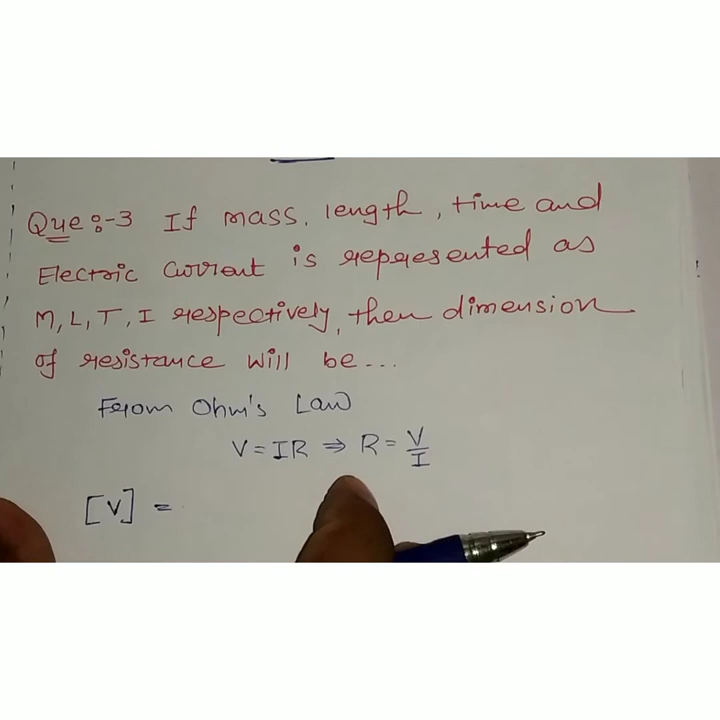 Que:-3 If mass, length, time and
Electric Current is represented as
M, L, T, I respectively, then dimension
of resistance will be...
From Ohm's Law
V = IR ⇒ R = V/I
[V] =